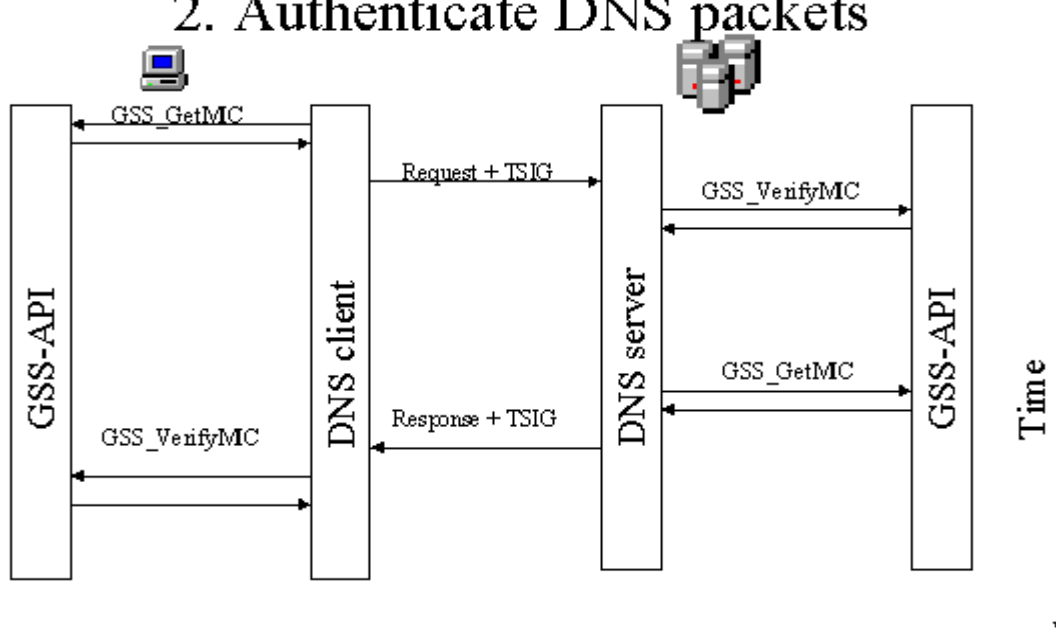 2. Authenticate DNS packets
GSS_GetMIC
Request + TSIG
GSS_VerifyMIC
GSS-API
DNS client
DNS server
GSS-API
Time
GSS_GetMIC
Response + TSIG
GSS_VerifyMIC